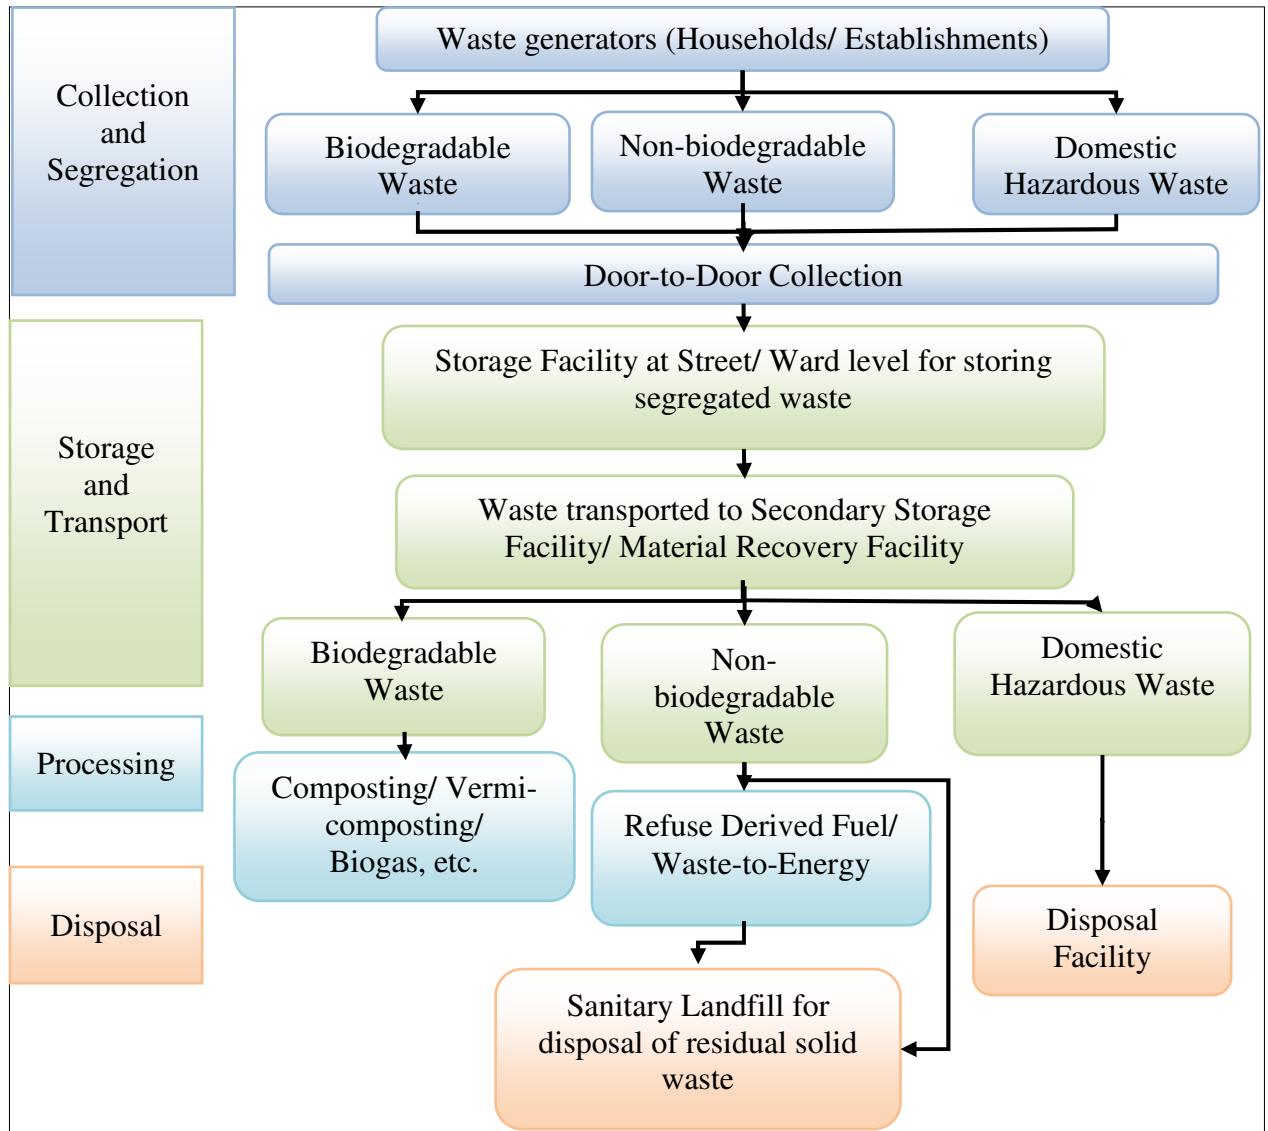 Waste generators (Households/ Establishments)
Collection
and
Segregation
Biodegradable
Waste
Non-biodegradable
Waste
Domestic
Hazardous Waste
Door-to-Door Collection
Storage
and
Transport
Storage Facility at Street/ Ward level for storing
segregated waste
Waste transported to Secondary Storage
Facility/ Material Recovery Facility
Biodegradable
Waste
Non-
biodegradable
Waste
Domestic
Hazardous Waste
Processing
Composting/ Vermi-
composting/
Biogas, etc.
Refuse Derived Fuel/
Waste-to-Energy
Disposal
Disposal
Facility
Sanitary Landfill for
disposal of residual solid
waste